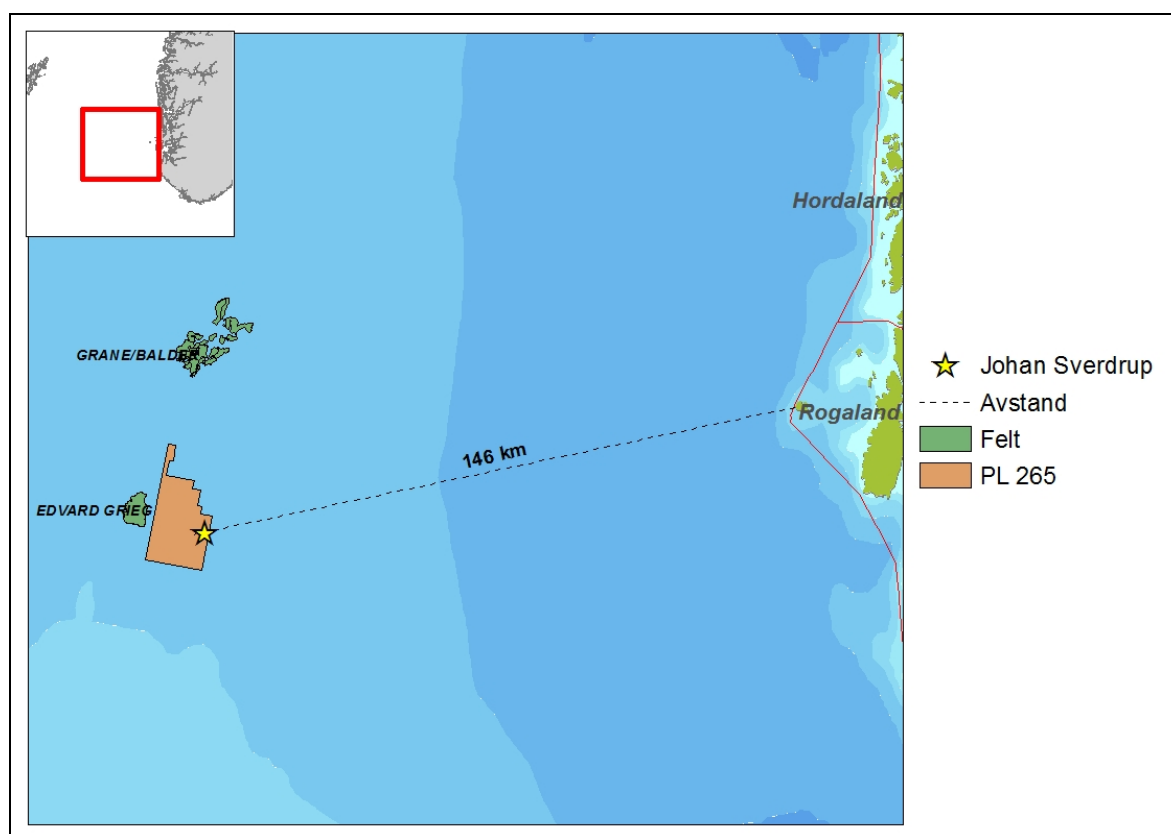 Hordaland
GRANE/BALDER
Rogaland
146 km
EDVARD GRIEG
Johan Sverdrup
Avstand
Felt
PL 265